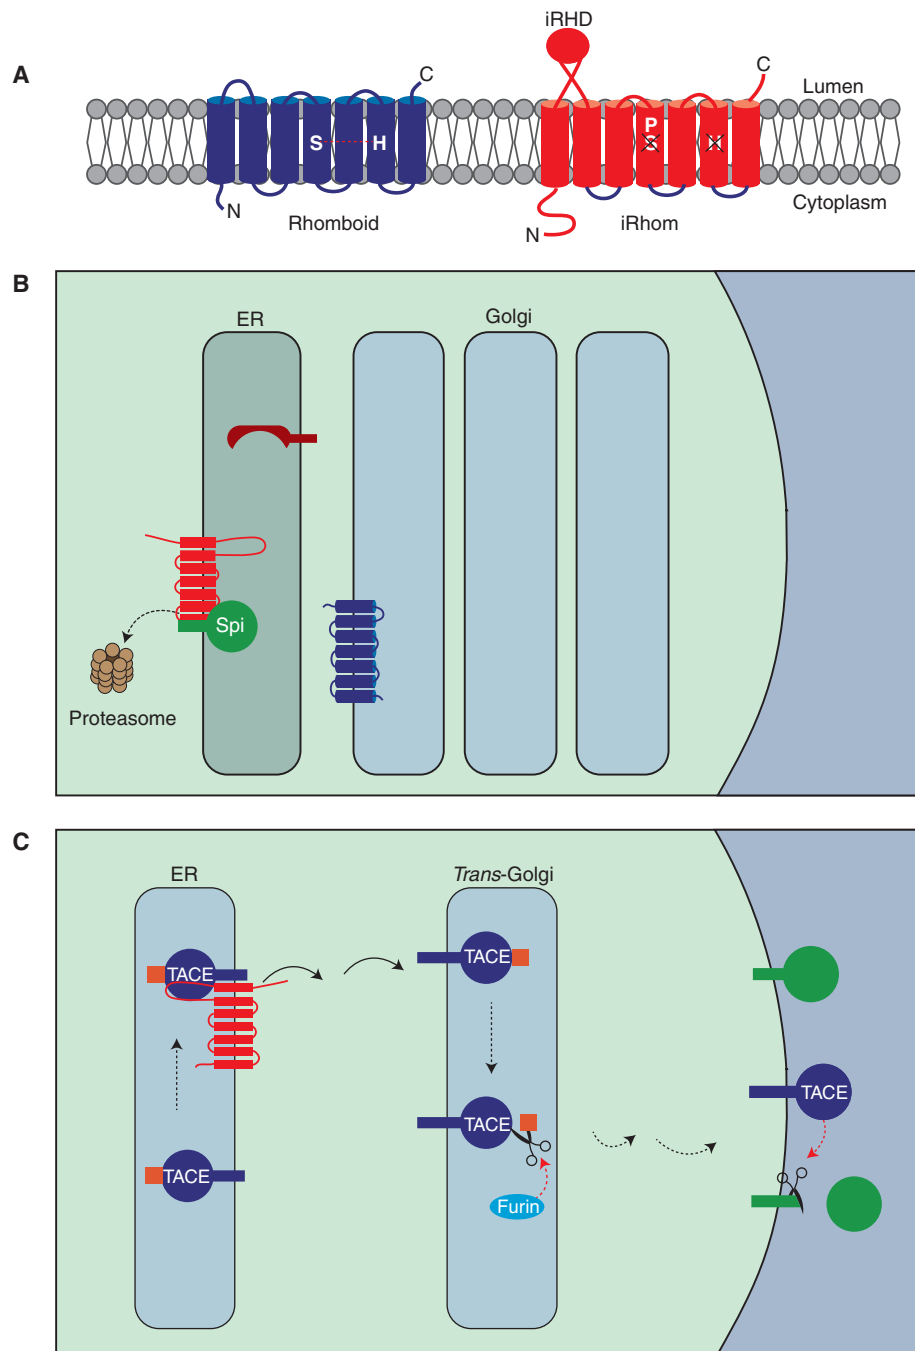 A
iRHD
C
C
Lumen
S
H
P
S
H
N
Rhomboid
N
iRhom
Cytoplasm
B
ER
Golgi
Spi
Proteasome
C
ER
Trans-Golgi
TACE
TACE
TACE
TACE
TACE
Furin